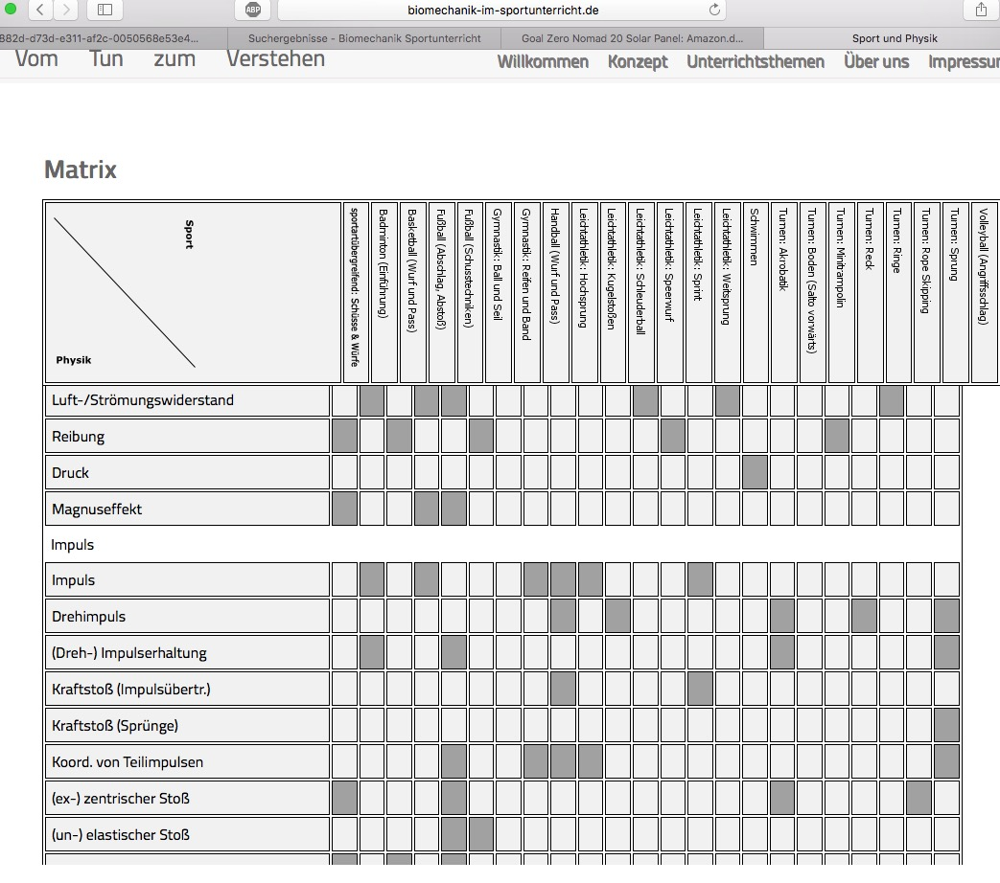 ABP
biomechanik-im-sportunterricht.de
882d-d73d-e311-af2c-0050568e53e4...
Suchergebnisse - Biomechanik Sportunterricht
Goal Zero Nomad 20 Solar Panel: Amazon.d...
Sport und Physik
Vom Tun zum Verstehen
Willkommen Konzept Unterrichtsthemen Über uns Impressu
Matrix
Sport
Physik
sportartübergreifend: Schüsse & Würfe
Badminton (Einführung)
Basketball (Wurf und Pass)
Fußball (Abschlag, Abstoß)
Fußball (Schusstechniken)
Gymnastik: Ball und Seil
Gymnastik: Reifen und Band
Handball (Wurf und Pass)
Leichtathletik: Hochsprung
Leichtathletik: Kugelstoßen
Leichtathletik: Schleuderball
Leichtathletik: Speerwurf
Leichtathletik: Sprint
Leichtathletik: Weitsprung
Schwimmen
Turnen: Akrobatik
Turnen: Boden (Salto vorwärts)
Turnen: Minitrampolin
Turnen: Reck
Turnen: Ringe
Turnen: Rope Skipping
Turnen: Sprung
Volleyball (Angriffsschlag)
Luft-/Strömungswiderstand
Reibung
Druck
Magnuseffekt
Impuls
Impuls
Drehimpuls
(Dreh-) Impulserhaltung
Kraftstoß (Impulsübertr.)
Kraftstoß (Sprünge)
Koord. von Teilimpulsen
(ex-) zentrischer Stoß
(un-) elastischer Stoß